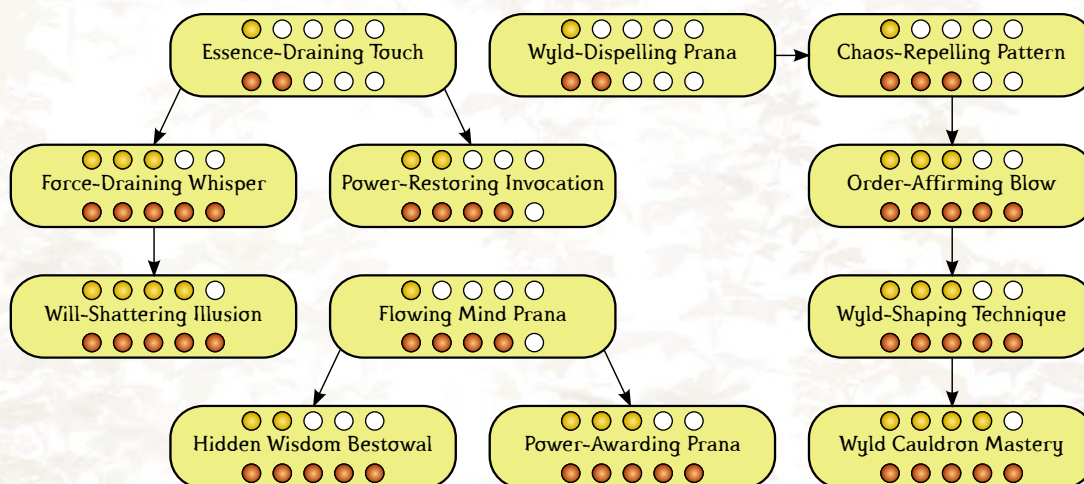 Essence-Draining Touch
Wyld-Dispelling Prana
Chaos-Repelling Pattern
Force-Draining Whisper
Power-Restoring Invocation
Order-Affirming Blow
Will-Shattering Illusion
Flowing Mind Prana
Wyld-Shaping Technique
Hidden Wisdom Bestowal
Power-Awarding Prana
Wyld Cauldron Mastery